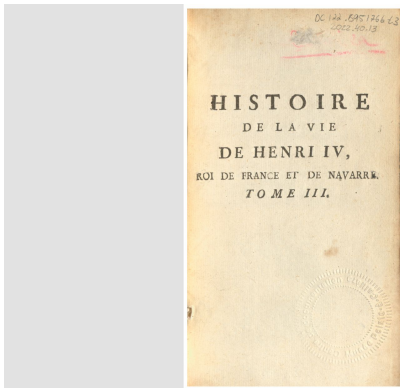 HISTOIRE
DE LA VIE
DE HENRI IV,
ROI DE FRANCE ET DE NAVARRE.
TOME III.